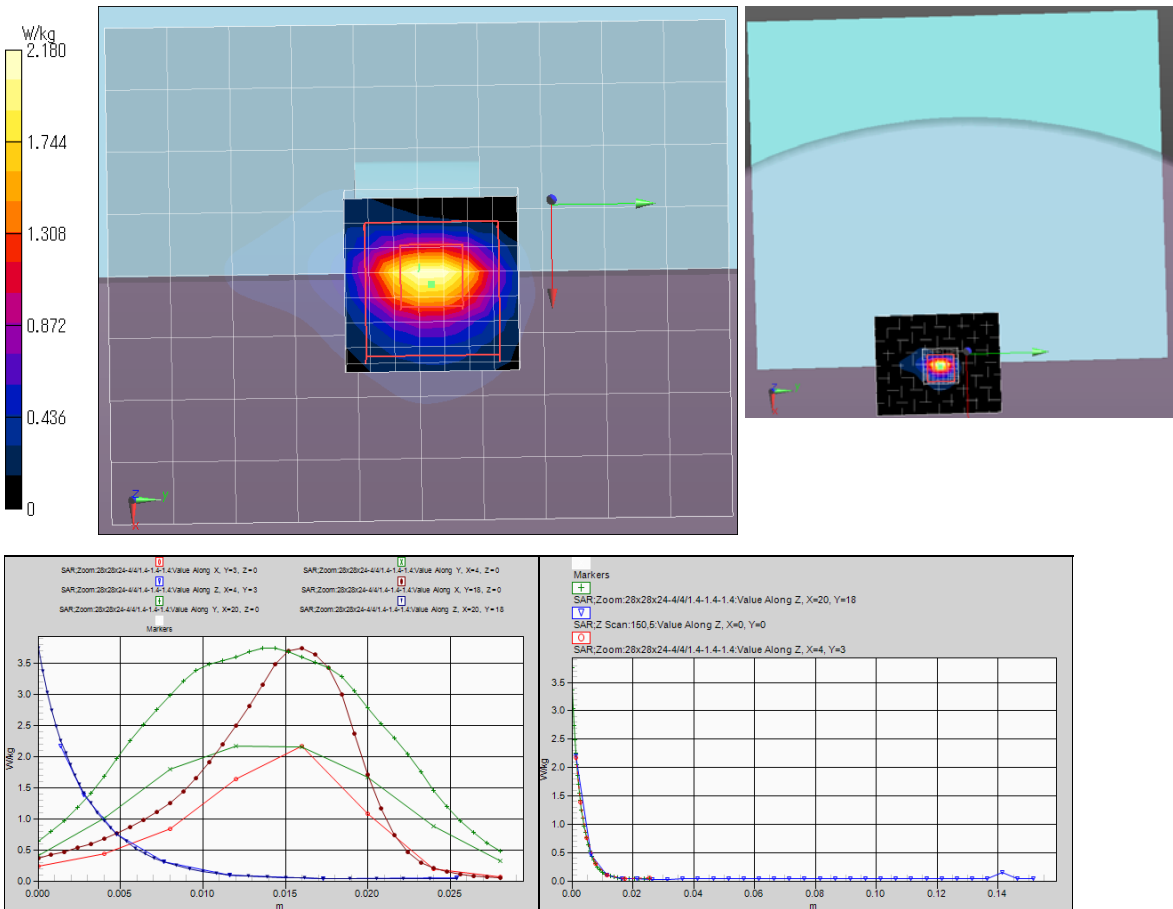 W/kg
2.180
1.744
1.308
0.872
0.436
0
z
y
x
z
y
x
SAR;Zoom:28x28x24-4/4/1.4-1.4-1.4:Value Along X, Y=3, Z=0
SAR;Zoom:28x28x24-4/4/1.4-1.4-1.4:Value Along Y, X=4, Z=0
SAR;Zoom:28x28x24-4/4/1.4-1.4-1.4:Value Along Z, X=4, Y=3
SAR;Zoom:28x28x24-4/4/1.4-1.4-1.4:Value Along X, Y=18, Z=0
SAR;Zoom:28x28x24-4/4/1.4-1.4-1.4:Value Along Y, X=20, Z=0
SAR;Zoom:28x28x24-4/4/1.4-1.4-1.4:Value Along Z, X=20, Y=18
Markers
3.5
3.0
2.5
2.0
1.5
1.0
0.5
0.0
W/kg
0.000 0.005 0.010 0.015 0.020 0.025
m
Markers
SAR;Zoom:28x28x24-4/4/1.4-1.4-1.4:Value Along Z, X=20, Y=18
SAR;Z Scan:150,5:Value Along Z, X=0, Y=0
SAR;Zoom:28x28x24-4/4/1.4-1.4-1.4:Value Along Z, X=4, Y=3
3.5
3.0
2.5
2.0
1.5
1.0
0.5
0.0
W/kg
0.00 0.02 0.04 0.06 0.08 0.10 0.12 0.14
m